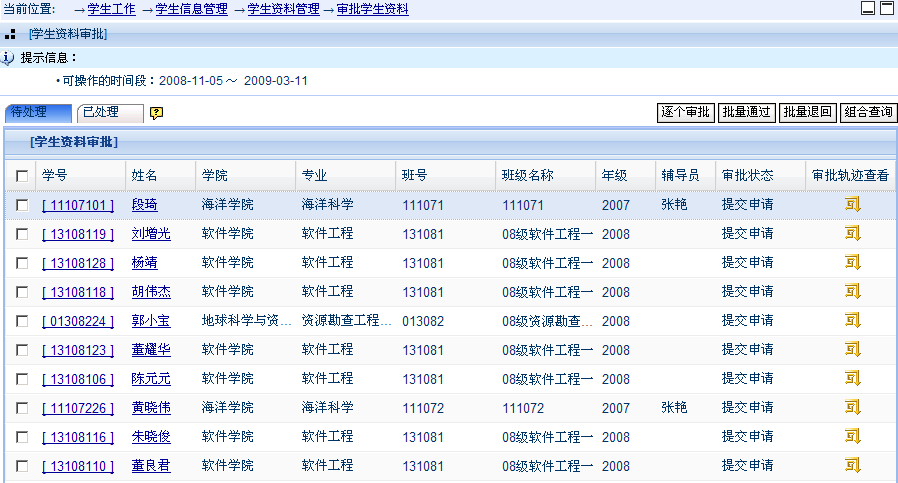 当前位置: →学生工作 →学生信息管理 →学生资料管理 →审批学生资料
[学生资料审批]
提示信息：
•可操作的时间段：2008-11-05～ 2009-03-11
待处理 已处理 逐个审批 批量通过 批量退回 组合查询
[学生资料审批]
学号 姓名 学院 专业 班号 班级名称 年级 辅导员 审批状态 审批轨迹查看
[ 11107101 ] 段琦 海洋学院 海洋科学 111071 111071 2007 张艳 提交申请
[ 13108119 ] 刘增光 软件学院 软件工程 131081 08级软件工程一 2008 提交申请
[ 13108128 ] 杨靖 软件学院 软件工程 131081 08级软件工程一 2008 提交申请
[ 13108118 ] 胡伟杰 软件学院 软件工程 131081 08级软件工程一 2008 提交申请
[ 01308224 ] 郭小宝 地球科学与资... 资源勘查工程... 013082 08级资源勘查... 2008 提交申请
[ 13108123 ] 董耀华 软件学院 软件工程 131081 08级软件工程一 2008 提交申请
[ 13108106 ] 陈元元 软件学院 软件工程 131081 08级软件工程一 2008 提交申请
[ 11107226 ] 黄晓伟 海洋学院 海洋科学 111072 111072 2007 张艳 提交申请
[ 13108116 ] 朱晓俊 软件学院 软件工程 131081 08级软件工程一 2008 提交申请
[ 13108110 ] 董良君 软件学院 软件工程 131081 08级软件工程一 2008 提交申请